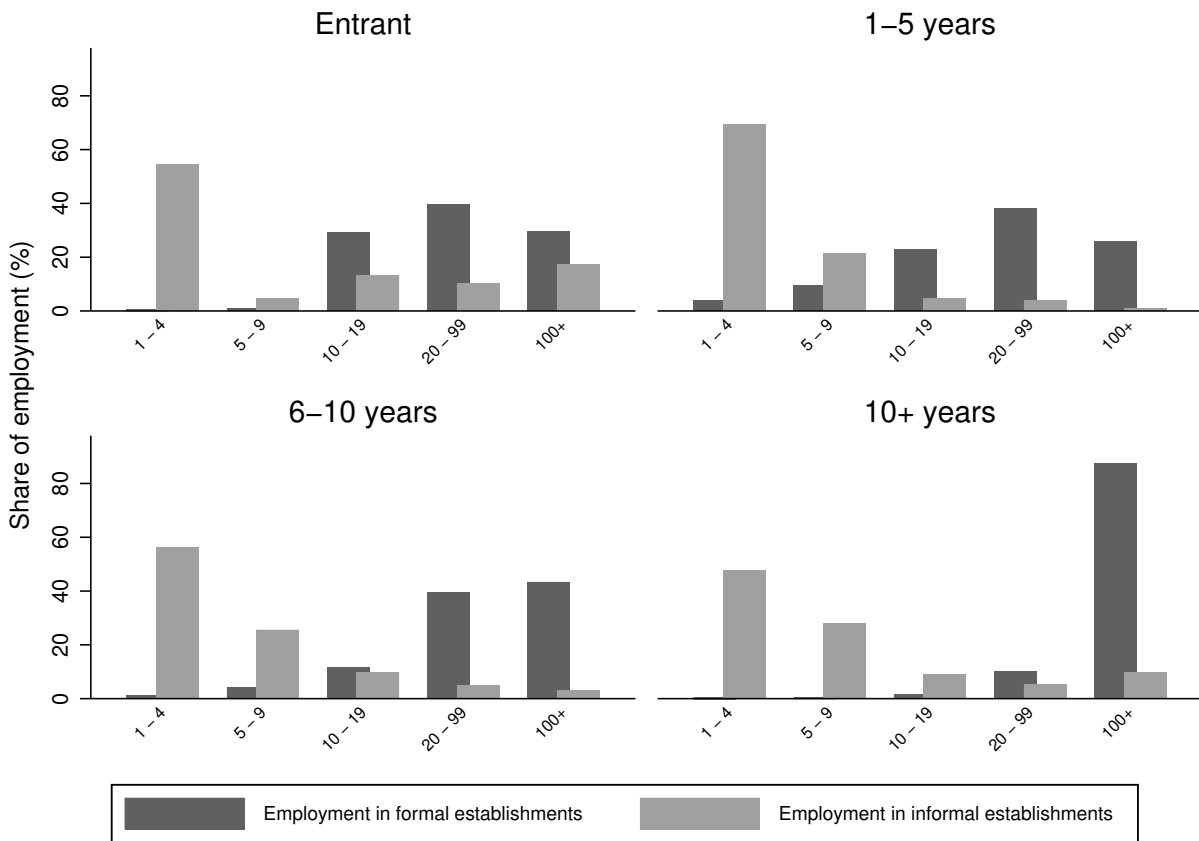 Entrant
1–5 years
Share of employment (%)
0
20
40
60
80
1 – 4
5 – 9
10 – 19
20 – 99
100+
1 – 4
5 – 9
10 – 19
20 – 99
100+
6–10 years
10+ years
0
20
40
60
80
1 – 4
5 – 9
10 – 19
20 – 99
100+
1 – 4
5 – 9
10 – 19
20 – 99
100+
Employment in formal establishments
Employment in informal establishments